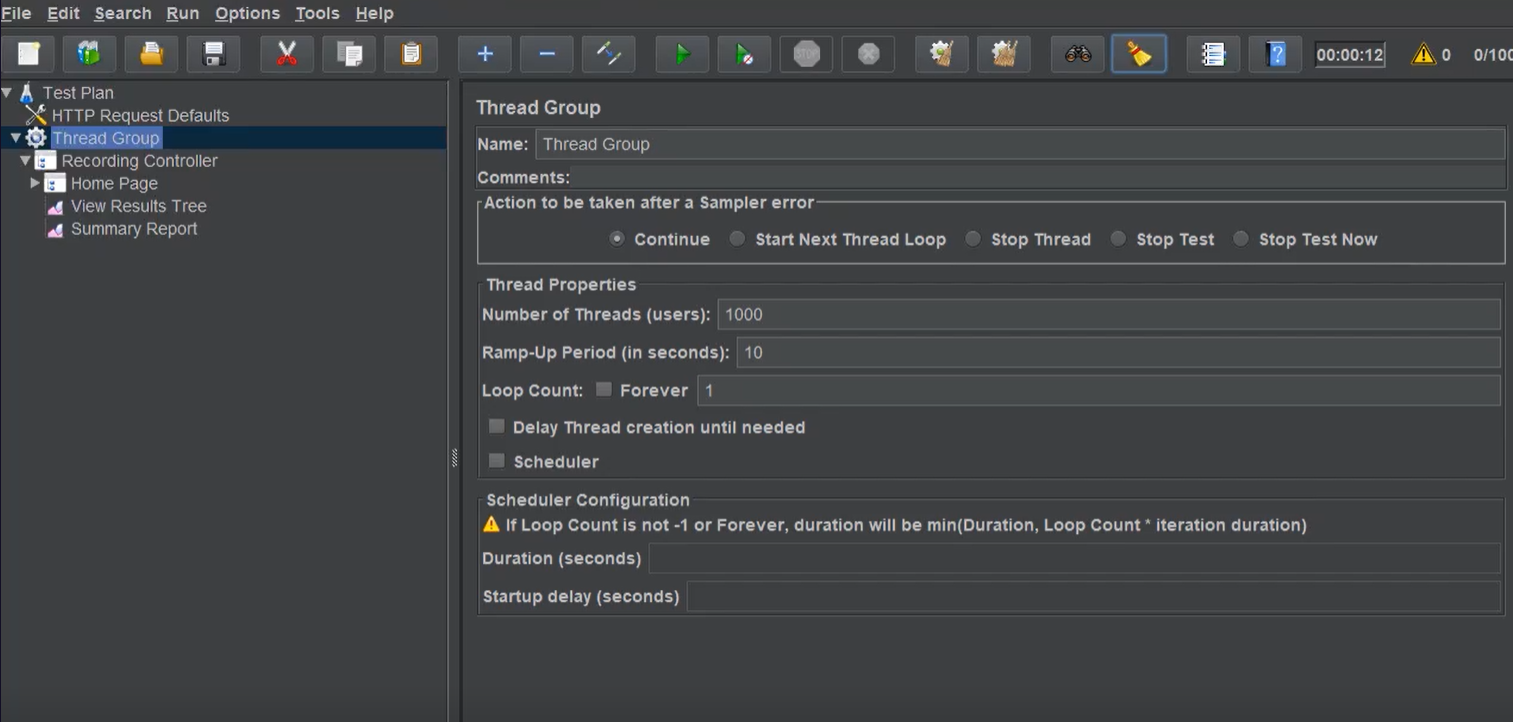 File Edit Search Run Options Tools Help
STOP 00:00:12 0
Test Plan
HTTP Request Defaults
Thread Group
Recording Controller
Home Page
View Results Tree
Summary Report
Thread Group
Name: Thread Group
Comments:
Action to be taken after a Sampler error
Continue Start Next Thread Loop Stop Thread Stop Test Stop Test Now
Thread Properties
Number of Threads (users): 1000
Ramp-Up Period (in seconds): 10
Loop Count: Forever 1
Delay Thread creation until needed
Scheduler
Scheduler Configuration
If Loop Count is not -1 or Forever, duration will be min(Duration, Loop Count * iteration duration)
Duration (seconds)
Startup delay (seconds)